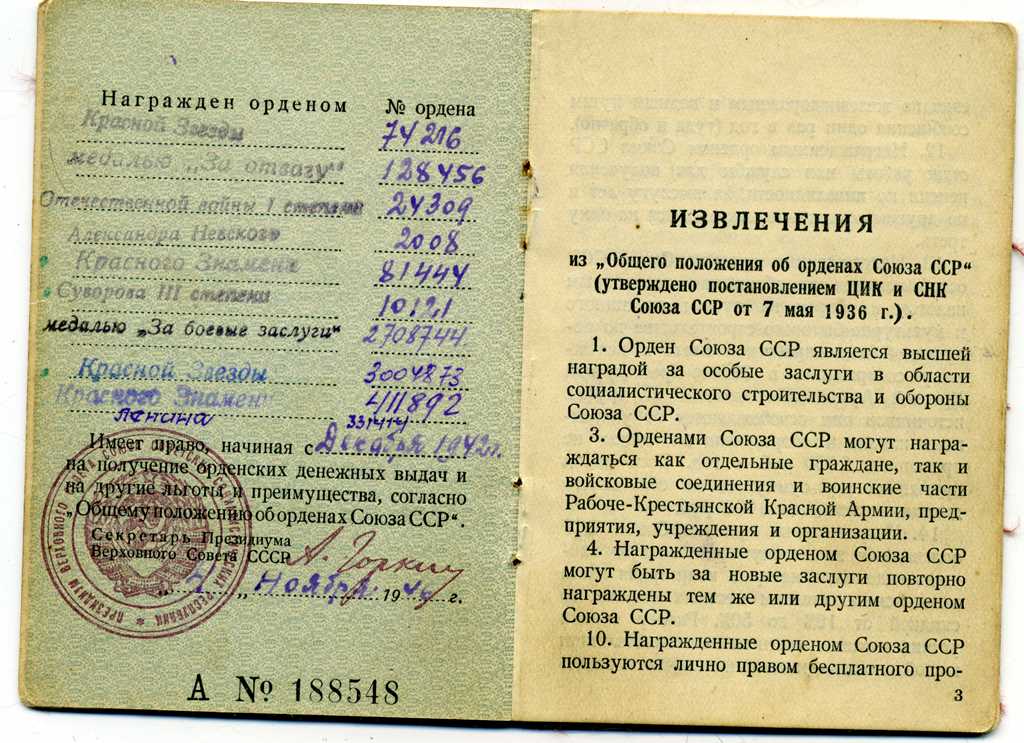 Награжден орденом № ордена
Красной Звезды 74216
медалью „За отвагу“ 128456
Отечественной войны I степени 24309
Александра Невского 2008
Красного Знамени 81444
Суворова III степени 10121
медалью „За боевые заслуги“ 2708744
Красной Звезды 3004873
Красного Знамени 411892
Ленина 331414
Имеет право, начиная с Декабря 1942г.
на получение орденских денежных выдач и
на другие льготы и преимущества, согласно
„Общему положению об орденах Союза ССР“.
Секретарь Президиума
Верховного Совета СССР А. Горкин
„ “ Ноября 194 г.
А № 188548
ИЗВЛЕЧЕНИЯ
из „Общего положения об орденах Союза ССР“
(утверждено постановлением ЦИК и СНК
Союза ССР от 7 мая 1936 г.).
1. Орден Союза ССР является высшей
наградой за особые заслуги в области
социалистического строительства и обороны
Союза ССР.
3. Орденами Союза ССР могут награ-
ждаться как отдельные граждане, так и
войсковые соединения и воинские части
Рабоче-Крестьянской Красной Армии, пред-
приятия, учреждения и организации.
4. Награжденные орденом Союза ССР
могут быть за новые заслуги повторно
награждены тем же или другим орденом
Союза ССР.
10. Награжденные орденом Союза ССР
пользуются лично правом бесплатного про-
3